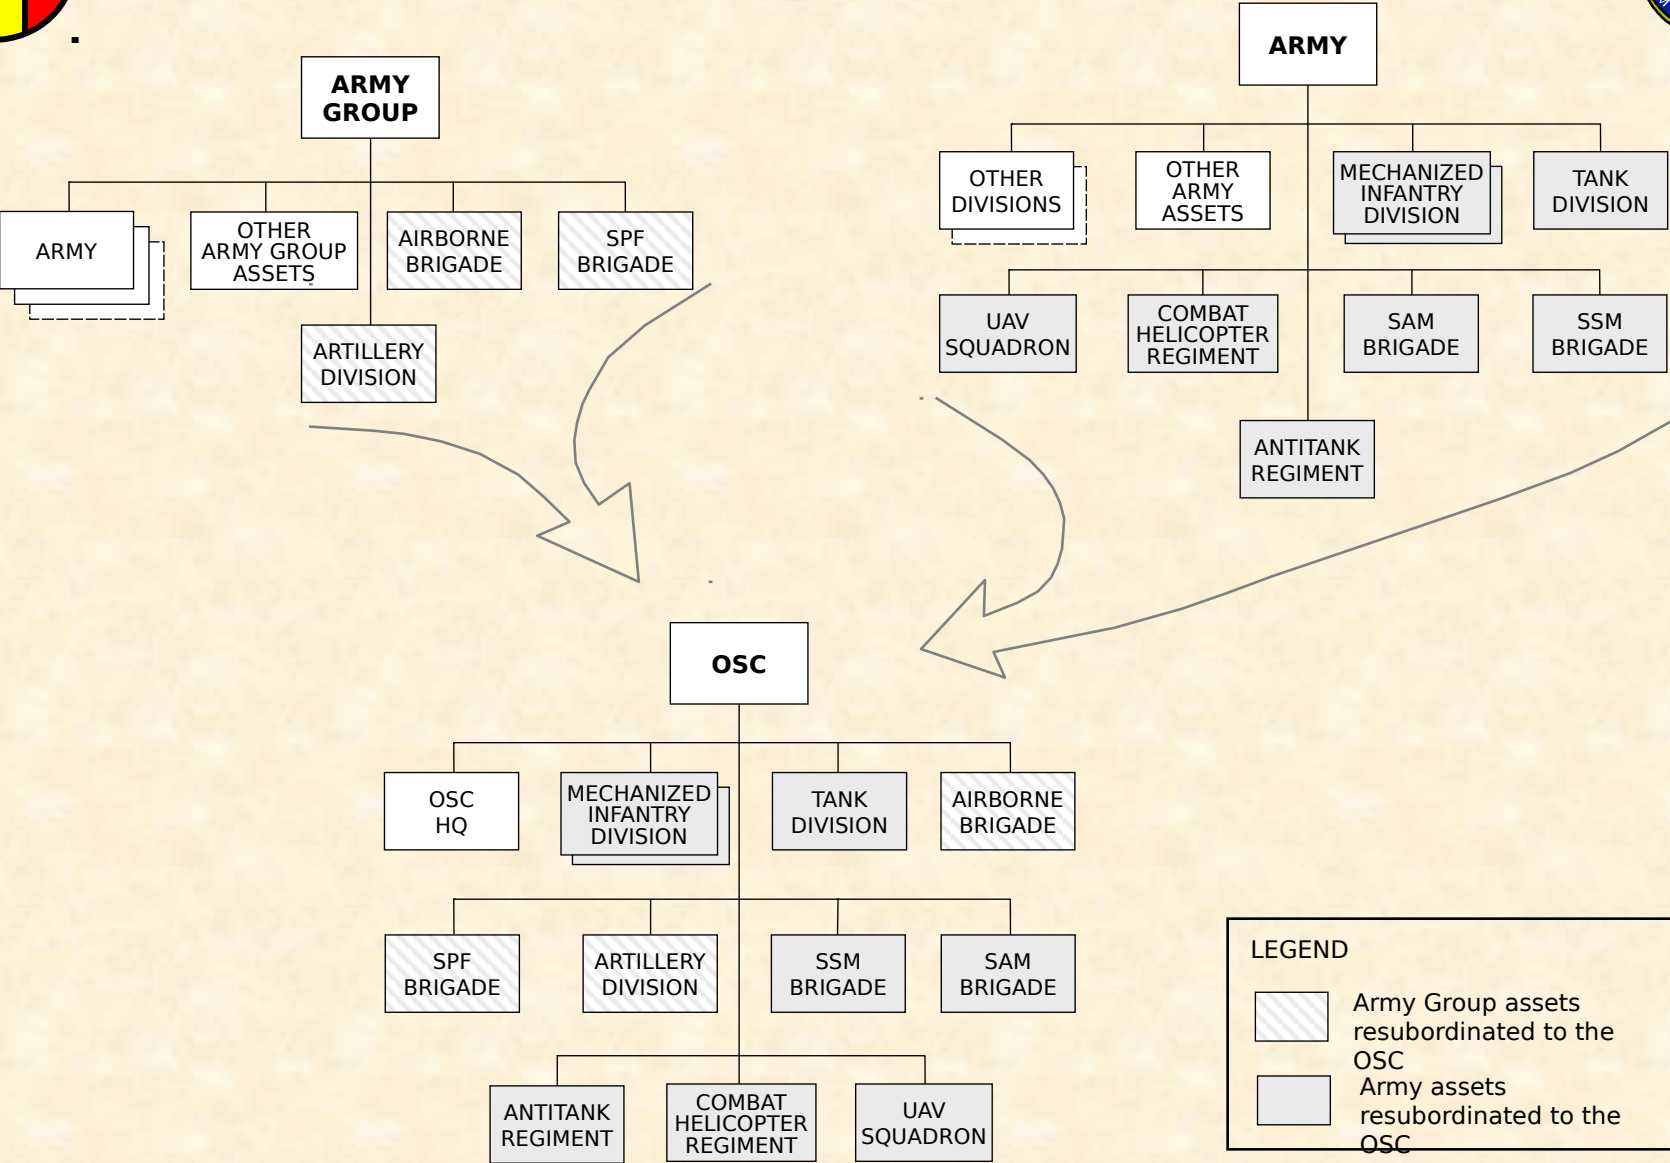 .
ARMY
GROUP
ARMY
OTHER
ARMY GROUP
ASSETS
AIRBORNE
BRIGADE
SPF
BRIGADE
ARTILLERY
DIVISION
ARMY
OTHER
DIVISIONS
OTHER
ARMY
ASSETS
MECHANIZED
INFANTRY
DIVISION
TANK
DIVISION
UAV
SQUADRON
COMBAT
HELICOPTER
REGIMENT
SAM
BRIGADE
SSM
BRIGADE
ANTITANK
REGIMENT
OSC
OSC
HQ
MECHANIZED
INFANTRY
DIVISION
TANK
DIVISION
AIRBORNE
BRIGADE
SPF
BRIGADE
ARTILLERY
DIVISION
SSM
BRIGADE
SAM
BRIGADE
ANTITANK
REGIMENT
COMBAT
HELICOPTER
REGIMENT
UAV
SQUADRON
LEGEND
Army Group assets
resubordinated to the
OSC
Army assets
resubordinated to the
OSC